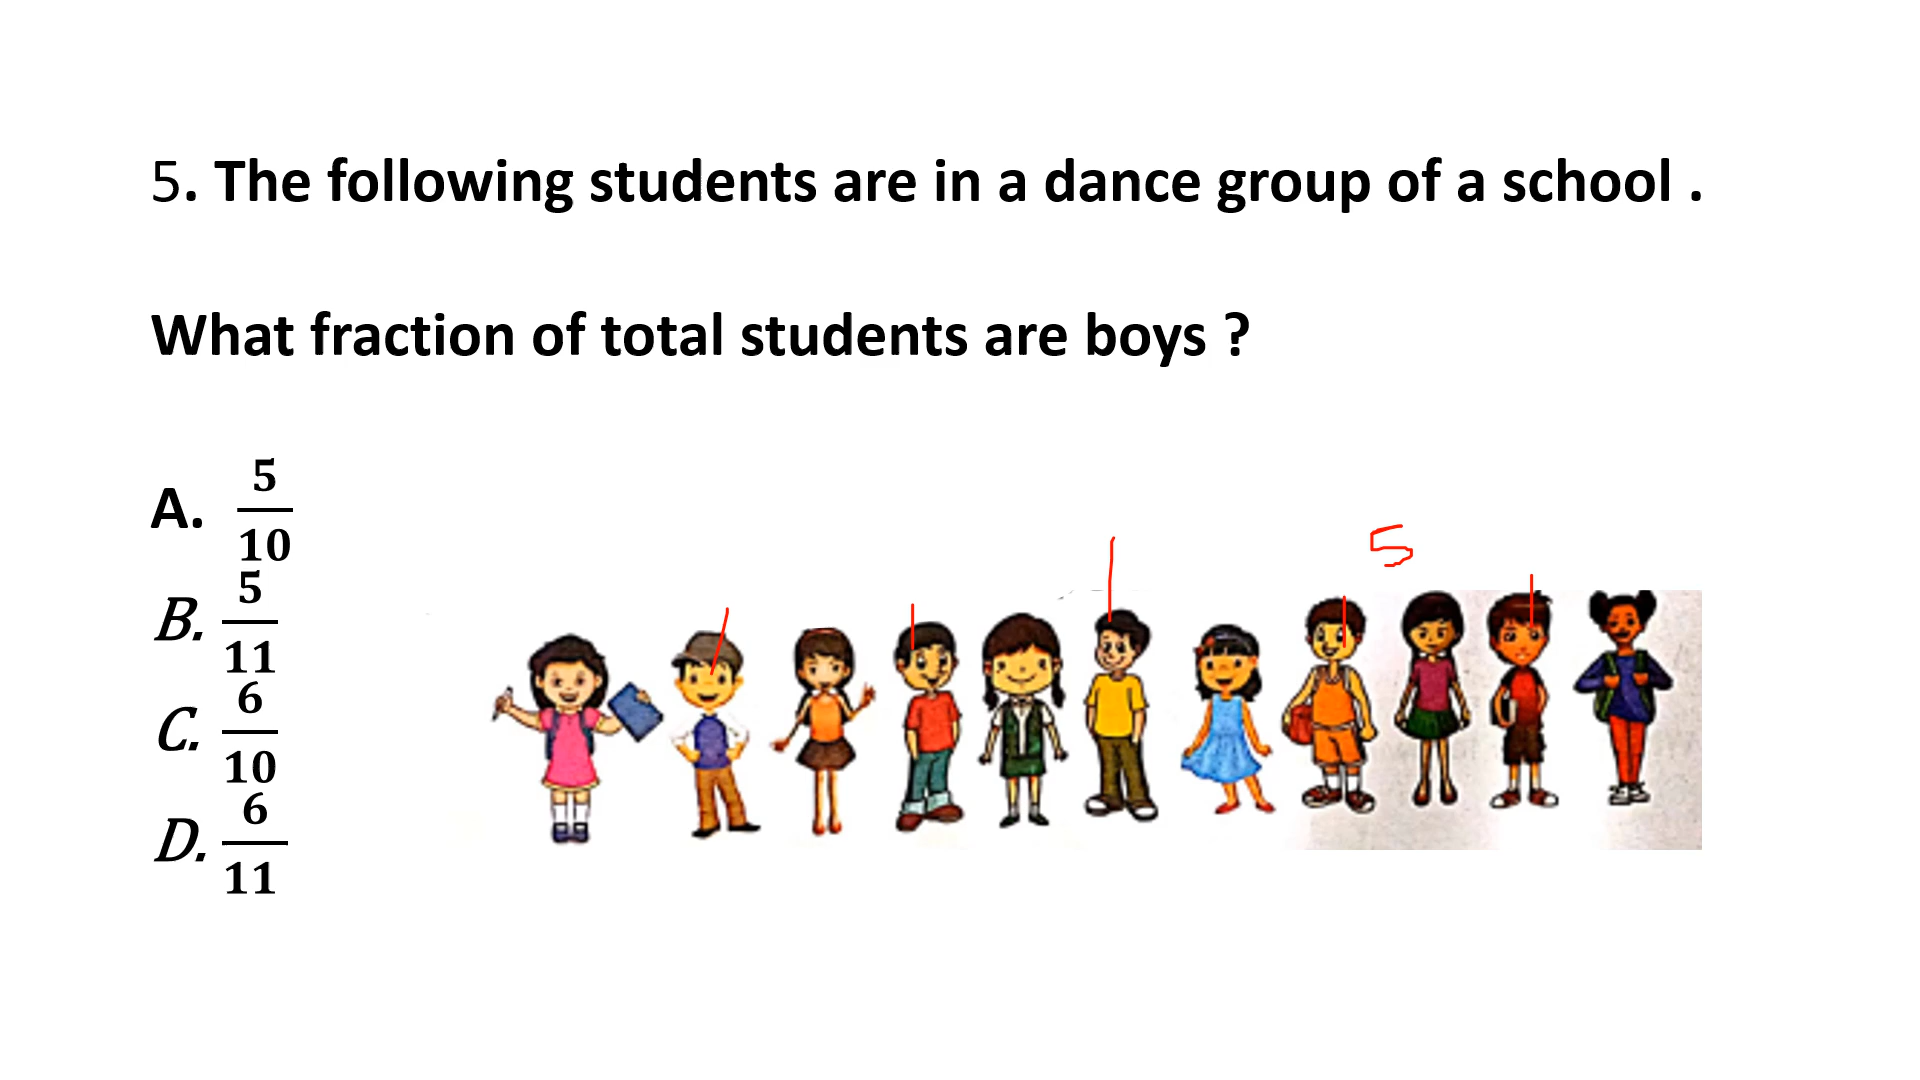 5. The following students are in a dance group of a school .
What fraction of total students are boys ?
A. 5/10
B. 5/11
C. 6/10
D. 6/11
5